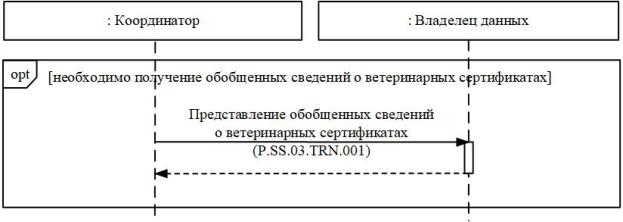 : Координатор
: Владелец данных
opt
[необходимо получение обобщенных сведений о ветеринарных сертификатах]
Представление обобщенных сведений
о ветеринарных сертификатах
(P.SS.03.TRN.001)